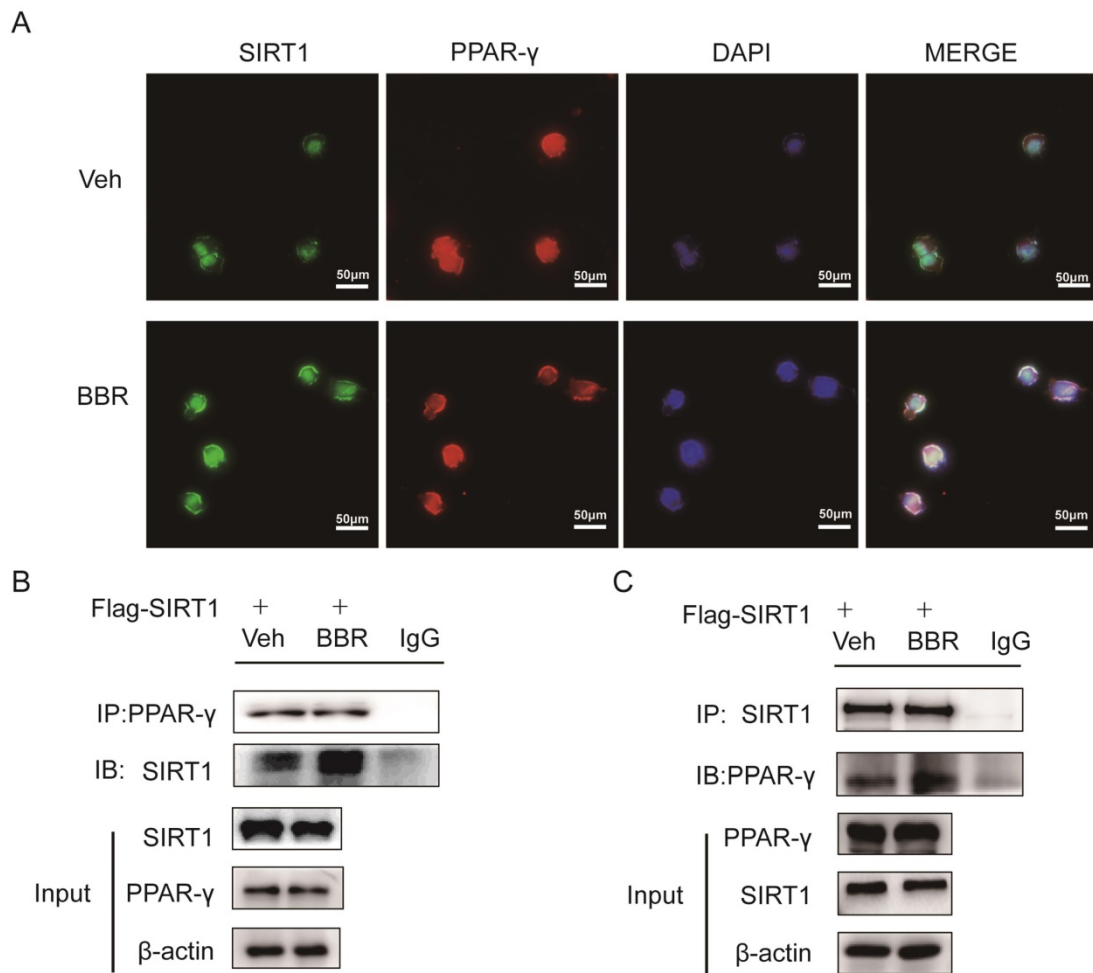 A
SIRT1 PPAR-γ DAPI MERGE
Veh
50μm 50μm 50μm 50μm
BBR
50μm 50μm 50μm 50μm
B
Flag-SIRT1 + +
Veh BBR IgG
IP:PPAR-γ
IB: SIRT1
SIRT1
Input PPAR-γ
β-actin
C
Flag-SIRT1 + +
Veh BBR IgG
IP: SIRT1
IB:PPAR-γ
PPAR-γ
Input SIRT1
β-actin